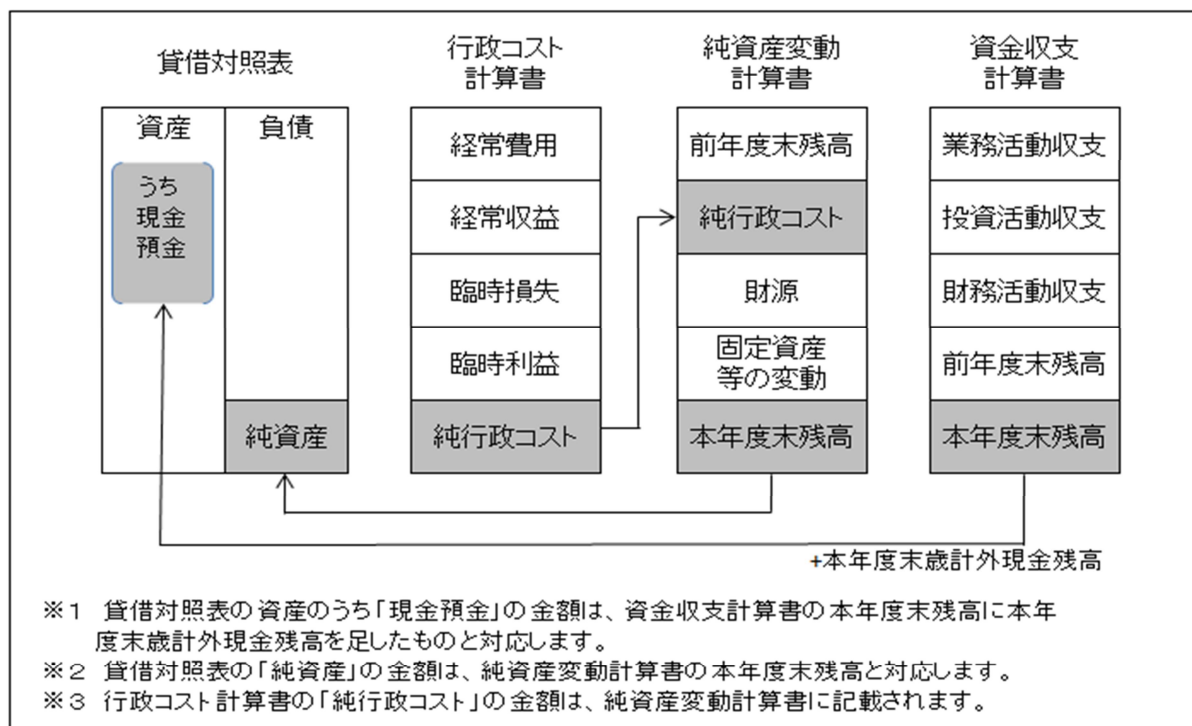 貸借対照表
資産
うち
現金
預金
負債
純資産
行政コスト
計算書
経常費用
経常収益
臨時損失
臨時利益
純行政コスト
純資産変動
計算書
前年度末残高
純行政コスト
財源
固定資産
等の変動
本年度末残高
資金収支
計算書
業務活動収支
投資活動収支
財務活動収支
前年度末残高
本年度末残高
+本年度末歳計外現金残高
※1 貸借対照表の資産のうち「現金預金」の金額は、資金収支計算書の本年度末残高に本年
度末歳計外現金残高を足したものと対応します。
※2 貸借対照表の「純資産」の金額は、純資産変動計算書の本年度末残高と対応します。
※3 行政コスト計算書の「純行政コスト」の金額は、純資産変動計算書に記載されます。